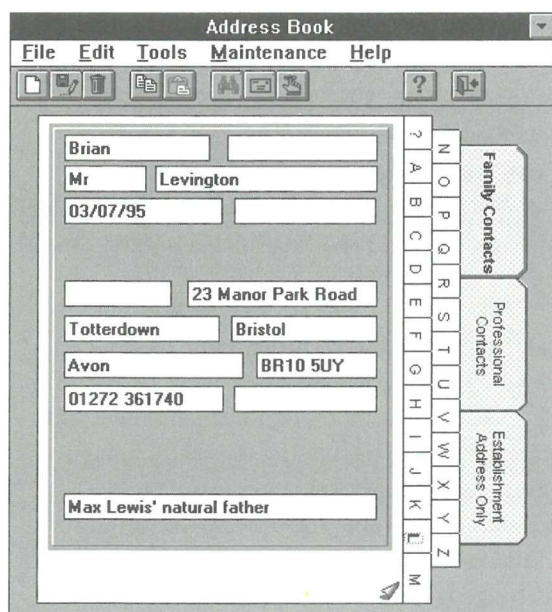 Address Book
File Edit Tools Maintenance Help
?
Brian
Mr Levington
03/07/95
23 Manor Park Road
Totterdown Bristol
Avon BR10 5UY
01272 361740
Max Lewis' natural father
?
A
B
C
D
E
F
G
H
I
J
K
L
M
N
O
P
Q
R
S
T
U
V
W
X
Y
Z
Family Contacts
Professional
Contacts
Establishment
Address Only